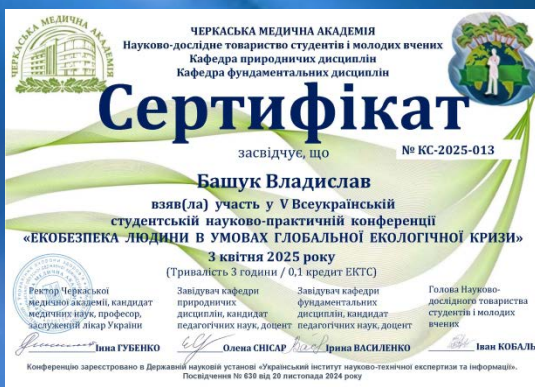 ЧЕРКАСЬКА МЕДИЧНА АКАДЕМІЯ
ЧЕРКАСЬКА МЕДИЧНА АКАДЕМІЯ
Науково-дослідне товариство студентів і молодих вчених
Кафедра природничих дисциплін
Кафедра фундаментальних дисциплін
Сертифікат
засвідчує, що
№ КС-2025-013
Башук Владислав
взяв(ла) участь у V Всеукраїнській
студентській науково-практичній конференції
«ЕКОБЕЗПЕКА ЛЮДИНИ В УМОВАХ ГЛОБАЛЬНОЇ ЕКОЛОГІЧНОЇ КРИЗИ»
3 квітня 2025 року
(Тривалість 3 години / 0,1 кредит ЕКТС)
Ректор Черкаської
медичної академії, кандидат
медичних наук, професор,
заслужений лікар України
Інна ГУБЕНКО
Завідувач кафедри
природничих
дисциплін, кандидат
педагогічних наук, доцент
Олена СНІСАР
Завідувач кафедри
фундаментальних
дисциплін, кандидат
педагогічних наук, доцент
Ірина ВАСИЛЕНКО
Голова Науково-
дослідного товариства
студентів і молодих
вчених
Іван КОБАЛЬ
Конференцію зареєстровано в Державній науковій установі «Український інститут науково-технічної експертизи та інформації».
Посвідчення № 630 від 20 листопада 2024 року